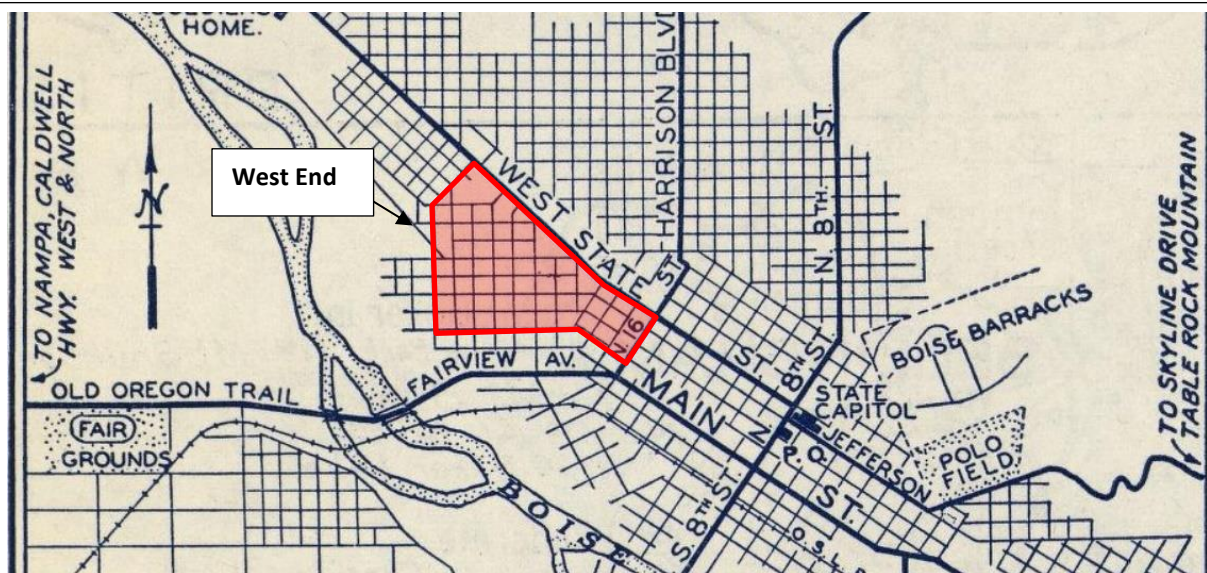 HOME.
TO NAMPA, CALDWELL
HWY. WEST & NORTH
N
West End
WEST STATE ST.
HARRISON BLVD
N 8TH. ST.
TO SKYLINE DRIVE
TABLE ROCK MOUNTAIN
BOISE BARRACKS
N 16
ST
N 8TH ST.
STATE
CAPITOL
JEFFERSON
POLO
FIELD
P. O.
FAIRVIEW AV.
MAIN ST.
OLD OREGON TRAIL
FAIR
GROUNDS
BOISE
S 8TH ST
O. S. L.